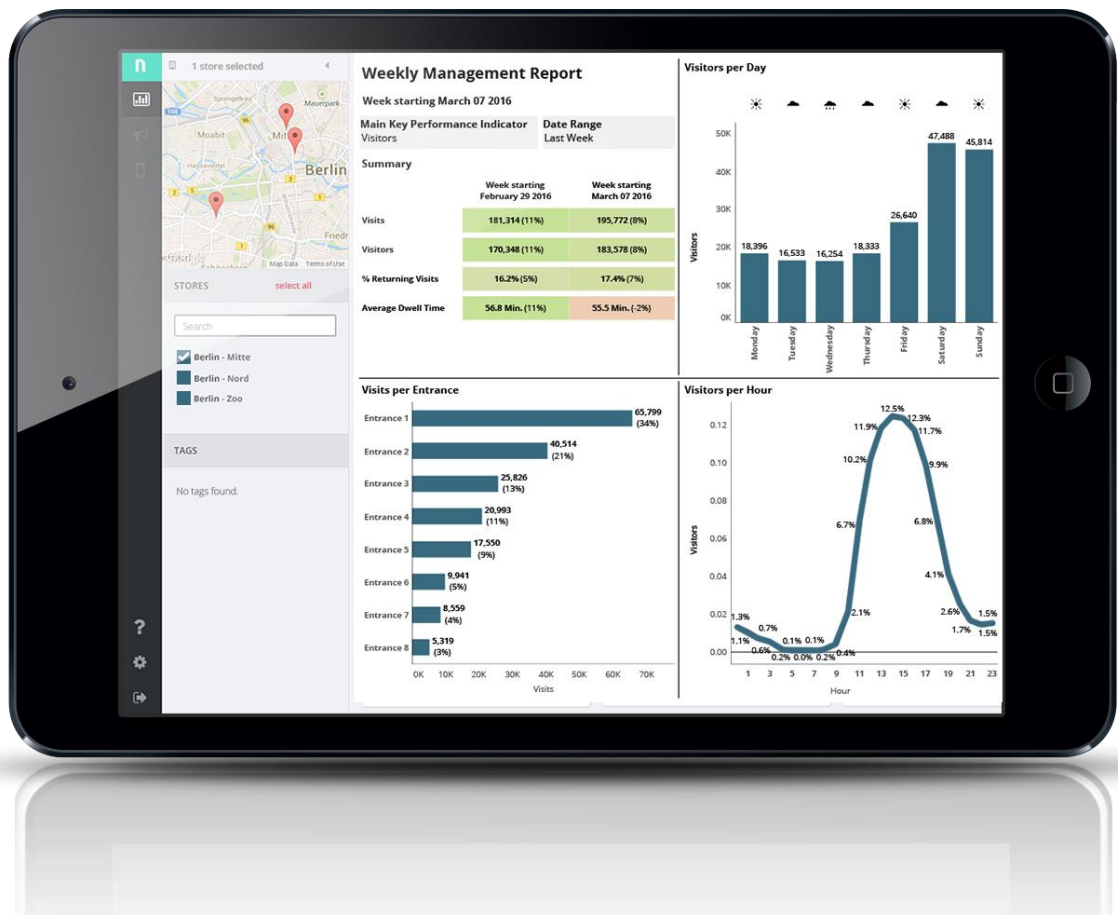 n
1 store selected
Sprengelkiez
Mauerpark
100
96
Moabit
Mit
Hansaviertel
Berlin
2
5
2
1
1
96
Friedr
1
Map Data Terms of Use
STORES select all
Search
Berlin - Mitte
Berlin - Nord
Berlin - Zoo
TAGS
No tags found.
?
Weekly Management Report
Week starting March 07 2016
Main Key Performance Indicator Date Range
Visitors Last Week
Summary
Week starting Week starting
February 29 2016 March 07 2016
Visits 181,314 (11%) 195,772 (8%)
Visitors 170,348 (11%) 183,578 (8%)
% Returning Visits 16.2% (5%) 17.4% (7%)
Average Dwell Time 56.8 Min. (11%) 55.5 Min. (-2%)
Visitors per Day
50K
40K
30K
20K
10K
0K
Visitors
18,396 16,533 16,254 18,333 26,640 47,488 45,814
Monday Tuesday Wednesday Thursday Friday Saturday Sunday
Visits per Entrance
Entrance 1 65,799
(34%)
Entrance 2 40,514
(21%)
Entrance 3 25,826
(13%)
Entrance 4 20,993
(11%)
Entrance 5 17,550
(9%)
Entrance 6 9,941
(5%)
Entrance 7 8,559
(4%)
Entrance 8 5,319
(3%)
0K 10K 20K 30K 40K 50K 60K 70K
Visits
Visitors per Hour
0.12
0.10
0.08
0.06
0.04
0.02
0.00
Visitors
1.3%
1.1%
0.7%
0.6%
0.2%
0.1%
0.0%
0.1%
0.2%
0.4%
2.1%
6.7%
10.2%
11.9%
12.5%
12.3%
11.7%
9.9%
6.8%
4.1%
2.6%
1.7%
1.5%
1.5%
1 3 5 7 9 11 13 15 17 19 21 23
Hour